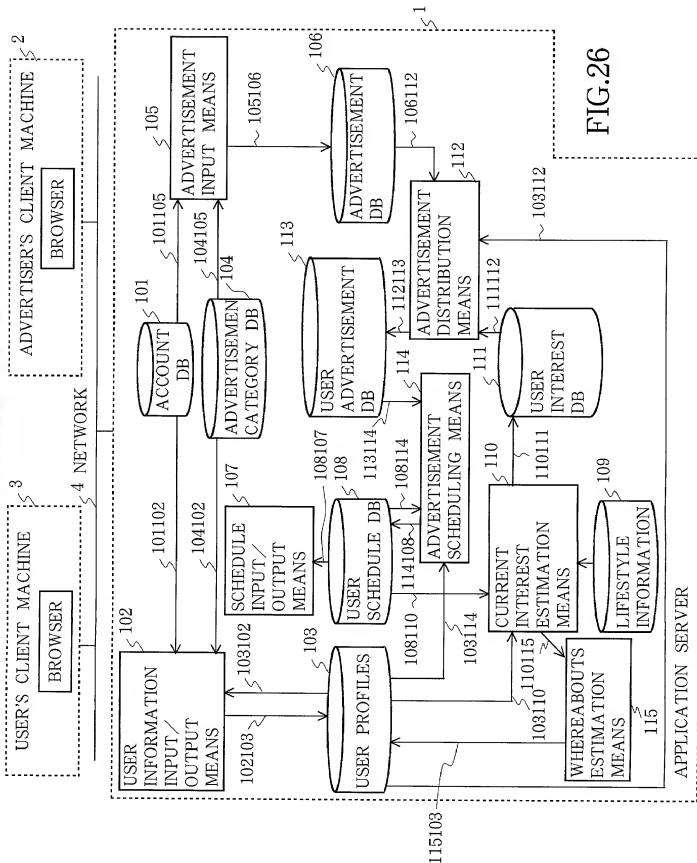 USER'S CLIENT MACHINE
3
BROWSER
4 NETWORK
ADVERTISER'S CLIENT MACHINE
2
BROWSER
1
102
USER
INFORMATION
INPUT/
OUTPUT
MEANS
101102
104102
101
ACCOUNT
DB
101105
104105
104
ADVERTISEMEN
CATEGORY DB
105
ADVERTISEMENT
INPUT MEANS
105106
103102
102103
107
SCHEDULE
INPUT/
OUTPUT
MEANS
108107
103
USER PROFILES
108
USER
SCHEDULE DB
108114
114108
113
USER
ADVERTISEMENT
DB
113114
114
112113
106
ADVERTISEMENT
DB
106112
ADVERTISEMENT
SCHEDULING MEANS
112
ADVERTISEMENT
DISTRIBUTION
MEANS
108110
103114
110
CURRENT
INTEREST
ESTIMATION
MEANS
110111
111
111112
USER
INTEREST
DB
103112
103110
110115
109
LIFESTYLE
INFORMATION
WHEREABOUTS
ESTIMATION
MEANS
115
115103
APPLICATION SERVER
FIG.26